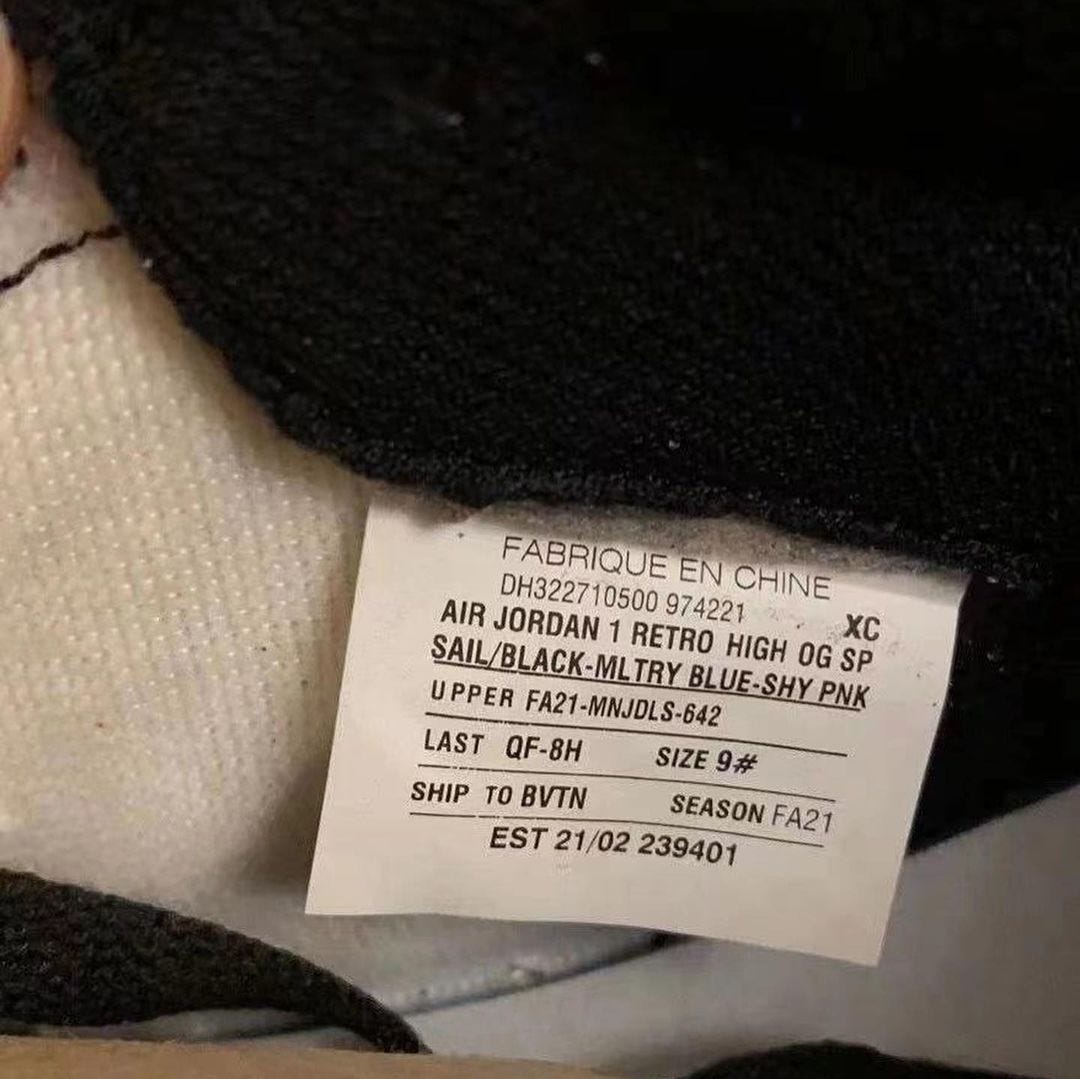 FABRIQUE EN CHINE
DH322710500 974221
XC
AIR JORDAN 1 RETRO HIGH OG SP
SAIL/BLACK-MLTRY BLUE-SHY PNK
UPPER FA21-MNJDLS-642
LAST QF-8H SIZE 9#
SHIP TO BVTN SEASON FA21
EST 21/02 239401